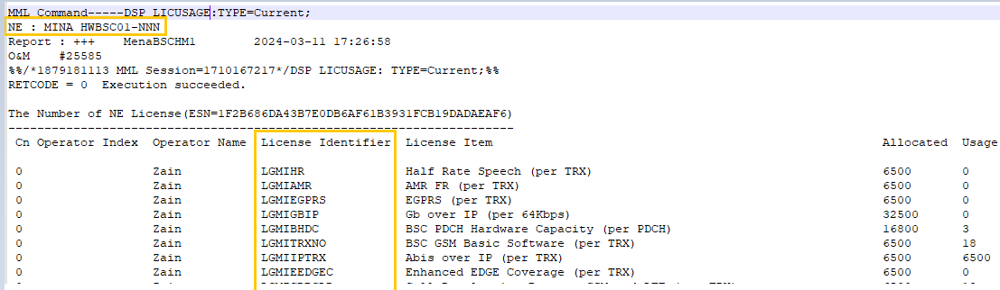 MML Command-----DSP LICUSAGE:TYPE=Current;
NE : MINA HWBSC01-NNN
Report : +++    MenaBSCHM1        2024-03-11 17:26:58
O&M    #25585
%%/*1879181113 MML Session=1710167217*/DSP LICUSAGE: TYPE=Current;%%
RETCODE = 0  Execution succeeded.
The Number of NE License(ESN=1F2B686DA43B7E0DB6AF61B3931FCB19DADAEAF6)
-----------------------------------------------------------------------
Cn Operator Index  Operator Name  License Identifier  License Item  Allocated  Usage
0  Zain  LGMIHR  Half Rate Speech (per TRX)  6500  0
0  Zain  LGMIAMR  AMR FR (per TRX)  6500  0
0  Zain  LGMIEGPRS  EGPRS (per TRX)  6500  0
0  Zain  LGMIGBIP  Gb over IP (per 64Kbps)  32500  0
0  Zain  LGMIBHDC  BSC PDCH Hardware Capacity (per PDCH)  16800  3
0  Zain  LGMITRXNO  BSC GSM Basic Software (per TRX)  6500  18
0  Zain  LGMIIPTRX  Abis over IP (per TRX)  6500  6500
0  Zain  LGMIEEDGEC  Enhanced EDGE Coverage (per TRX)  6500  0